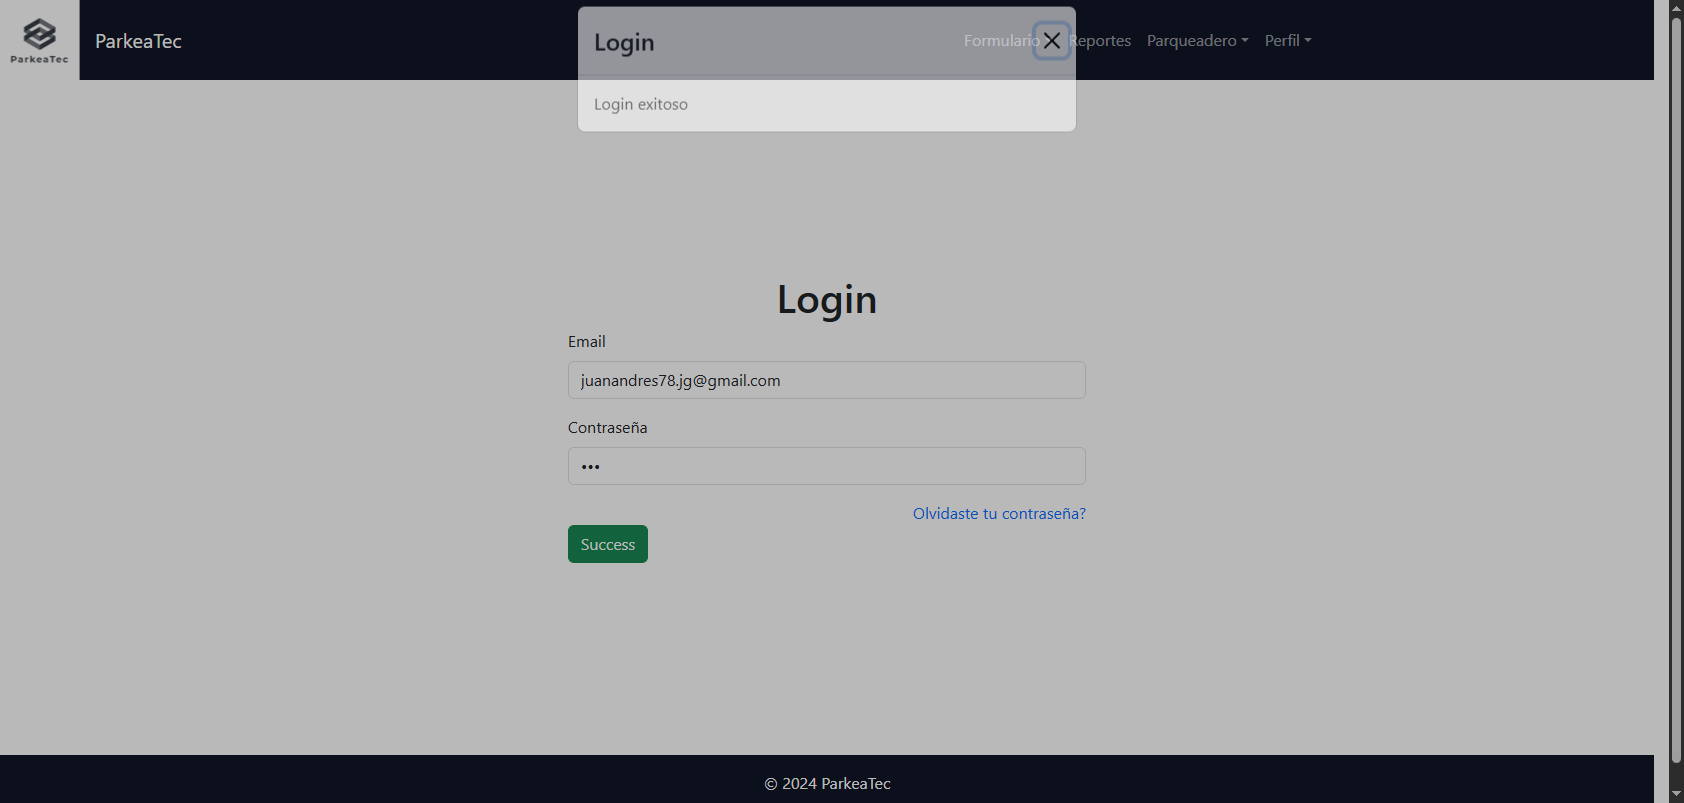 ParkeaTec
ParkeaTec
Formulario Reportes Parqueadero Perfil
Login
Login exitoso
Login
Email
juanandres78.jg@gmail.com
Contraseña
•••
Olvidaste tu contraseña?
Success
© 2024 ParkeaTec